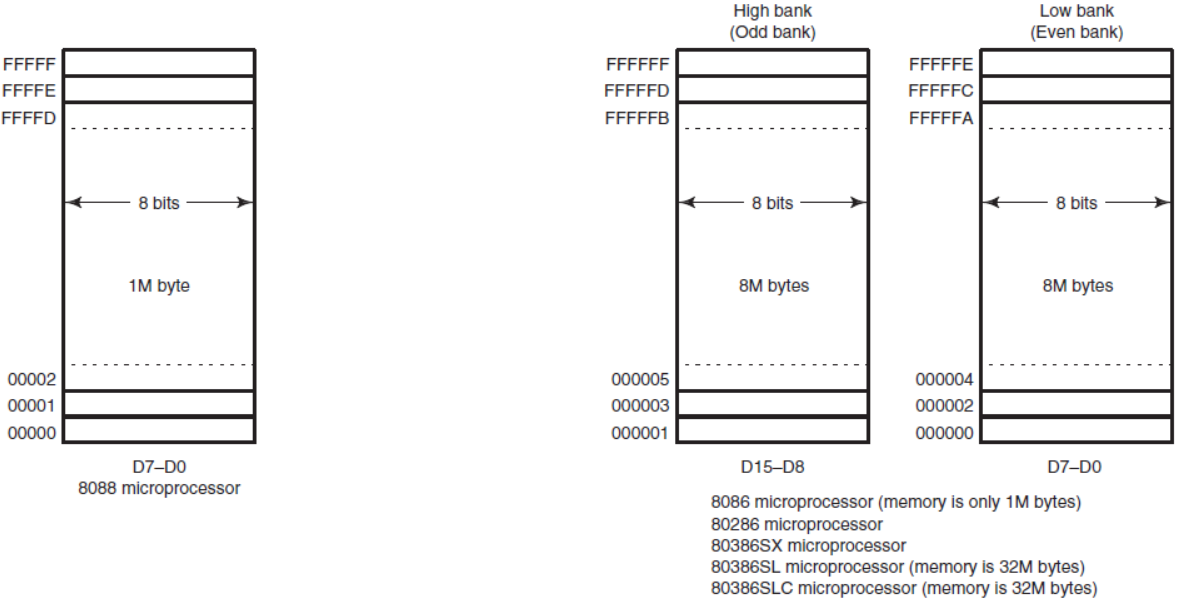 FFFFF
FFFFE
FFFFD
8 bits
1M byte
00002
00001
00000
D7–D0
8088 microprocessor
High bank
(Odd bank)
FFFFFF
FFFFFD
FFFFFB
8 bits
8M bytes
000005
000003
000001
D15–D8
Low bank
(Even bank)
FFFFFE
FFFFFC
FFFFFA
8 bits
8M bytes
000004
000002
000000
D7–D0
8086 microprocessor (memory is only 1M bytes)
80286 microprocessor
80386SX microprocessor
80386SL microprocessor (memory is 32M bytes)
80386SLC microprocessor (memory is 32M bytes)